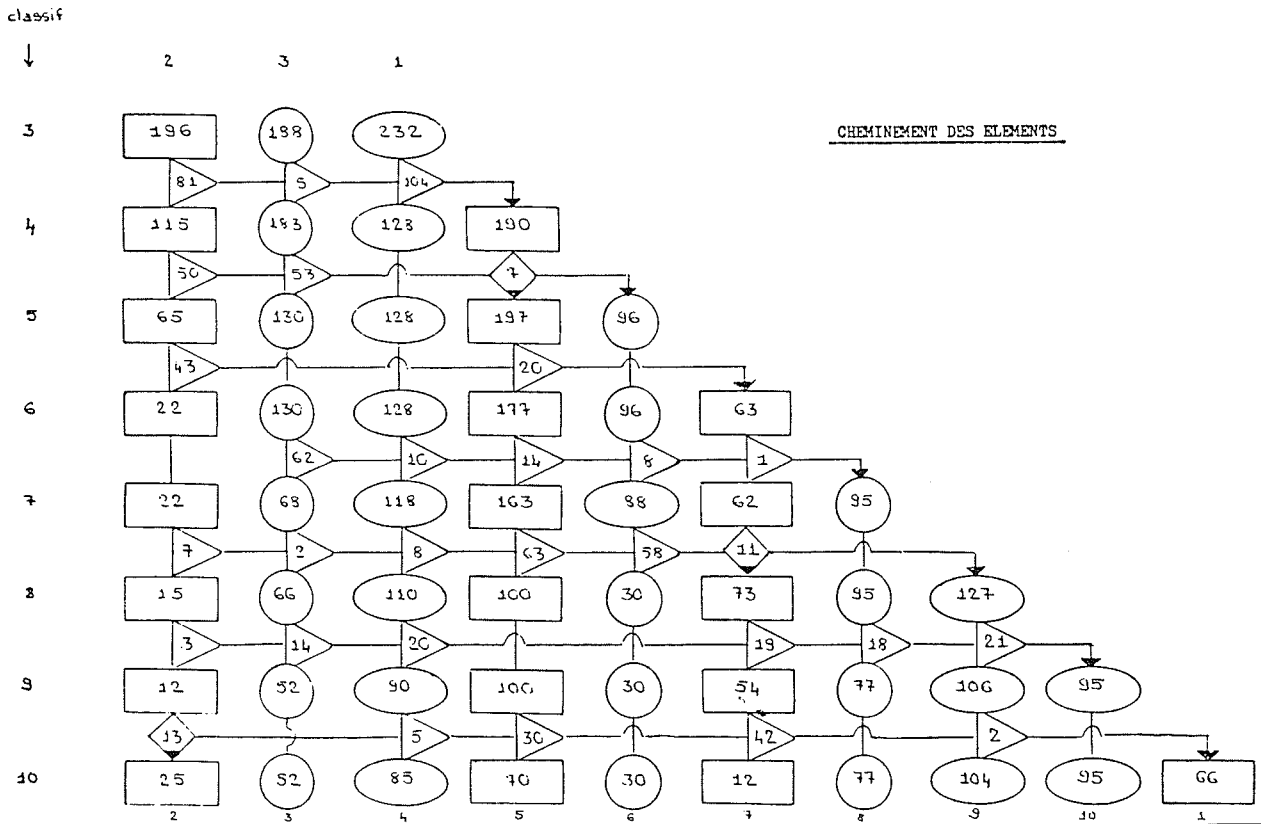 classif
↓ 2 3 1
3 196 188 232 CHEMINEMENT DES ELEMENTS
81 5 104
4 115 183 128 190
50 53 7
5 65 130 128 197 96
43 20
6 22 130 128 177 96 63
62 10 14 8 1
7 22 68 118 163 88 62 95
7 2 8 63 58 11
8 15 66 110 100 30 73 95 127
3 14 20 19 18 21
9 12 52 90 100 30 54 77 106 95
13 5 30 42 2
10 25 52 85 70 30 12 77 104 95 66
2 3 4 5 6 7 8 9 10 1